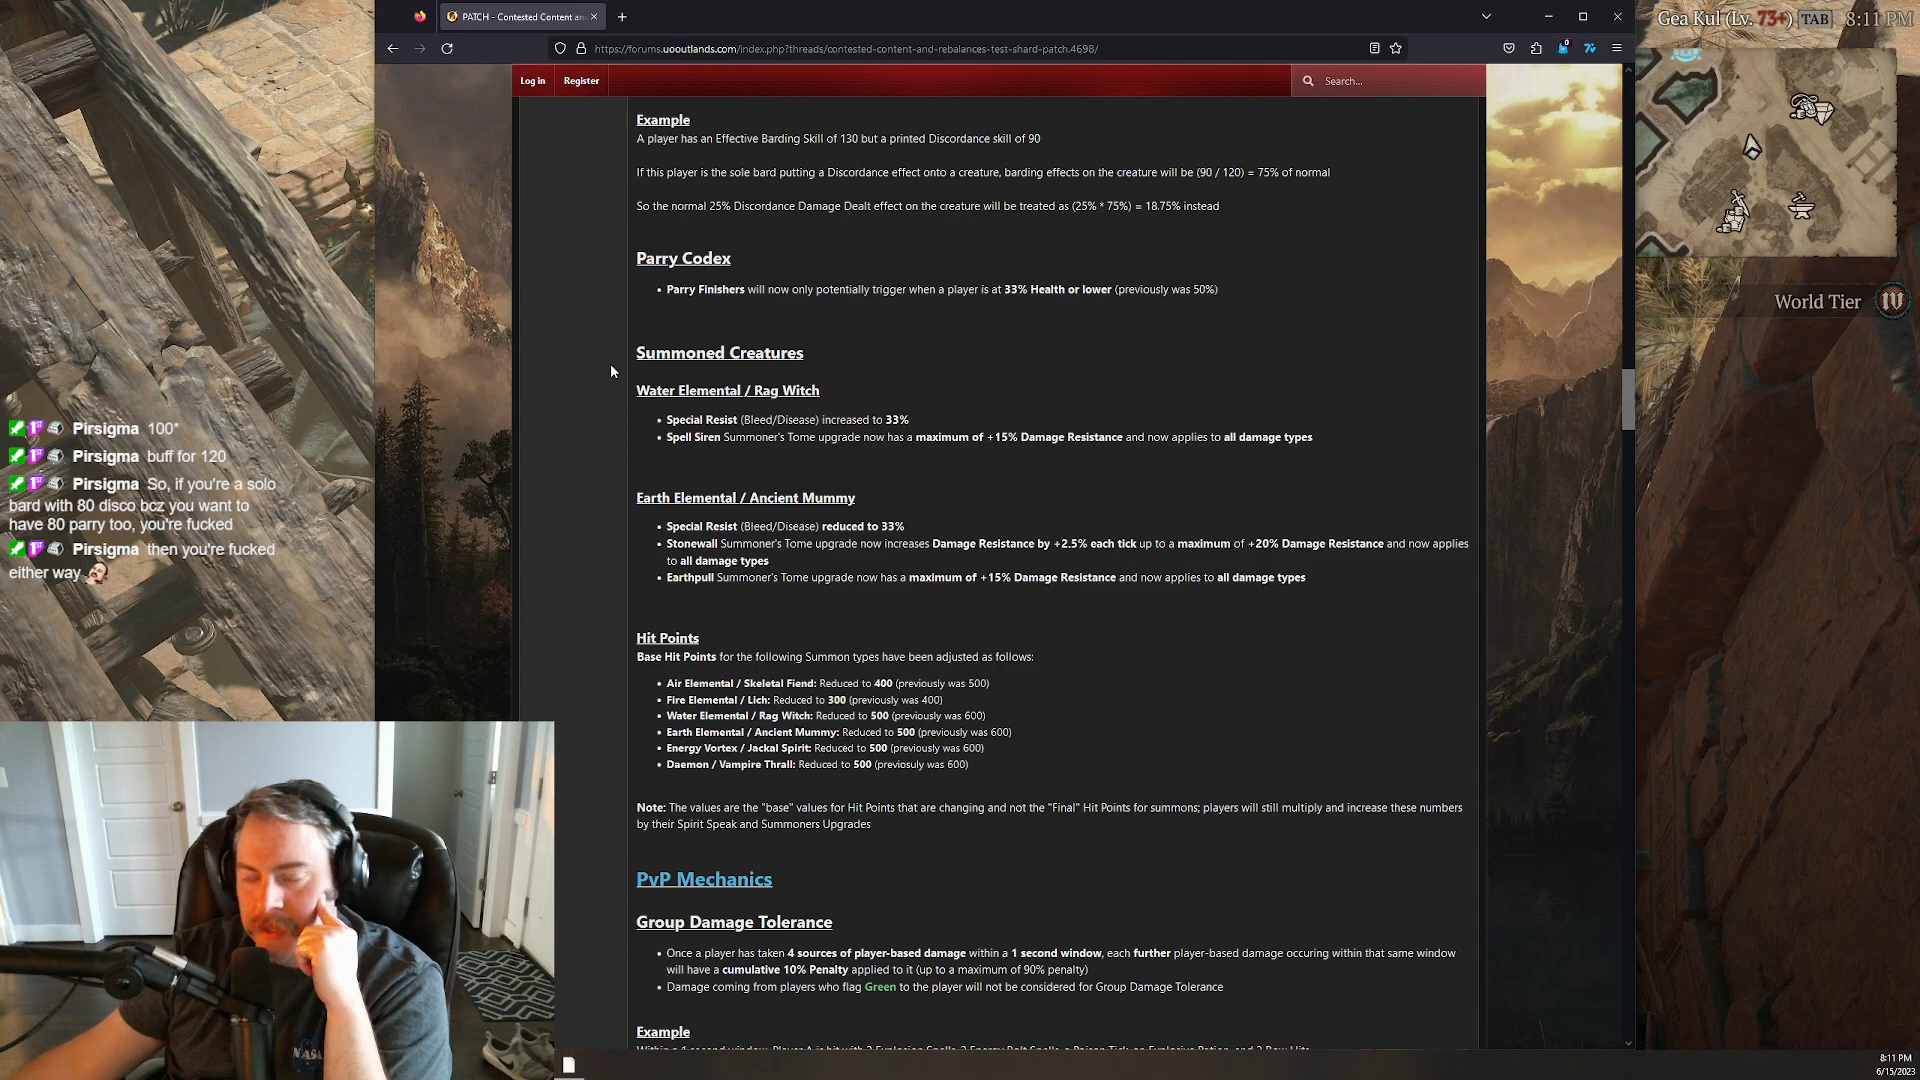 PATCH - Contested Content an
https://forums.uooutlands.com/index.php?threads/contested-content-and-rebalances-test-shard-patch.4698/
0
Gea Kul (Lv. 73+) TAB 8:11 PM
World Tier IV
Log in Register Search...
Example
A player has an Effective Barding Skill of 130 but a printed Discordance skill of 90
If this player is the sole bard putting a Discordance effect onto a creature, barding effects on the creature will be (90 / 120) = 75% of normal
So the normal 25% Discordance Damage Dealt effect on the creature will be treated as (25% * 75%) = 18.75% instead
Parry Codex
• Parry Finishers will now only potentially trigger when a player is at 33% Health or lower (previously was 50%)
Summoned Creatures
Water Elemental / Rag Witch
• Special Resist (Bleed/Disease) increased to 33%
• Spell Siren Summoner's Tome upgrade now has a maximum of +15% Damage Resistance and now applies to all damage types
Earth Elemental / Ancient Mummy
• Special Resist (Bleed/Disease) reduced to 33%
• Stonewall Summoner's Tome upgrade now increases Damage Resistance by +2.5% each tick up to a maximum of +20% Damage Resistance and now applies
to all damage types
• Earthpull Summoner's Tome upgrade now has a maximum of +15% Damage Resistance and now applies to all damage types
Hit Points
Base Hit Points for the following Summon types have been adjusted as follows:
• Air Elemental / Skeletal Fiend: Reduced to 400 (previously was 500)
• Fire Elemental / Lich: Reduced to 300 (previously was 400)
• Water Elemental / Rag Witch: Reduced to 500 (previously was 600)
• Earth Elemental / Ancient Mummy: Reduced to 500 (previously was 600)
• Energy Vortex / Jackal Spirit: Reduced to 500 (previously was 600)
• Daemon / Vampire Thrall: Reduced to 500 (previosuly was 600)
Note: The values are the "base" values for Hit Points that are changing and not the "Final" Hit Points for summons; players will still multiply and increase these numbers
by their Spirit Speak and Summoners Upgrades
PvP Mechanics
Group Damage Tolerance
• Once a player has taken 4 sources of player-based damage within a 1 second window, each further player-based damage occuring within that same window
will have a cumulative 10% Penalty applied to it (up to a maximum of 90% penalty)
• Damage coming from players who flag Green to the player will not be considered for Group Damage Tolerance
Example
Pirsigma 100*
Pirsigma buff for 120
Pirsigma So, if you're a solo
bard with 80 disco bcz you want to
have 80 parry too, you're fucked
Pirsigma then you're fucked
either way
NASA
8:11 PM
6/15/2023